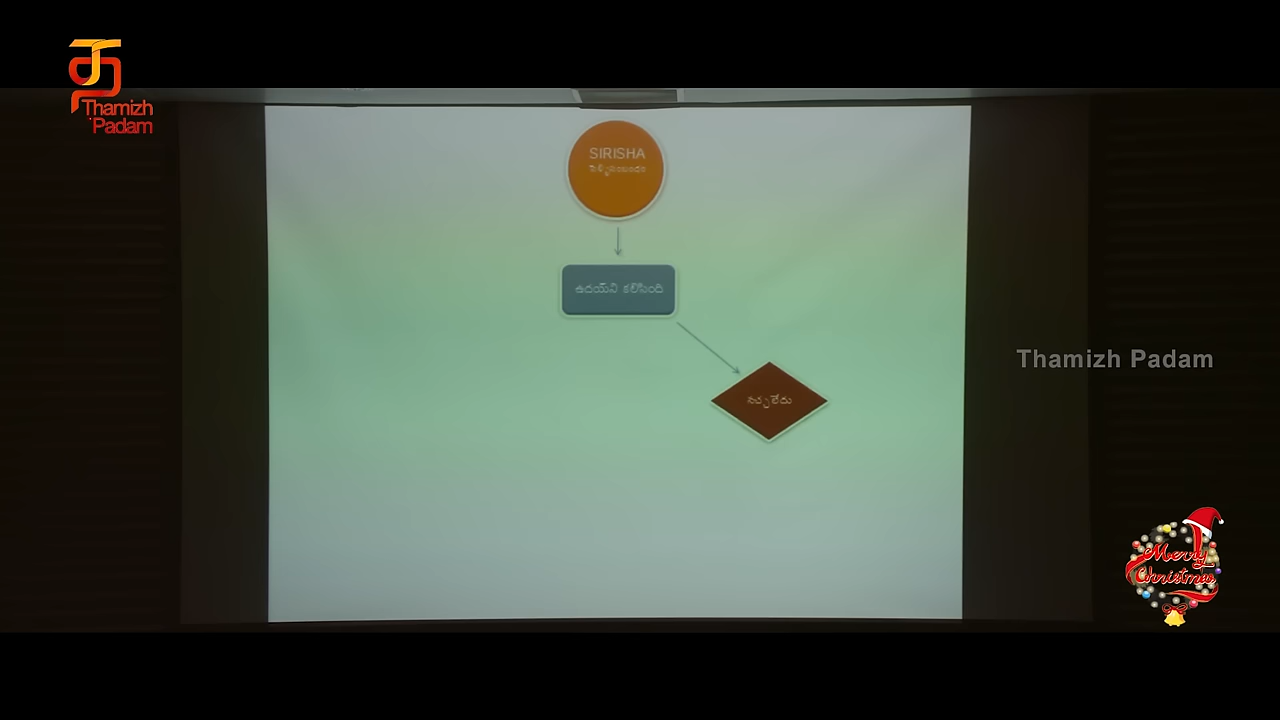 த
Thamizh
Padam
SIRISHA
పెళ్ళిసంబంధం
ఉదయ్‌ని కలిసింది
నచ్చలేదు
Thamizh Padam
Merry
Christmas